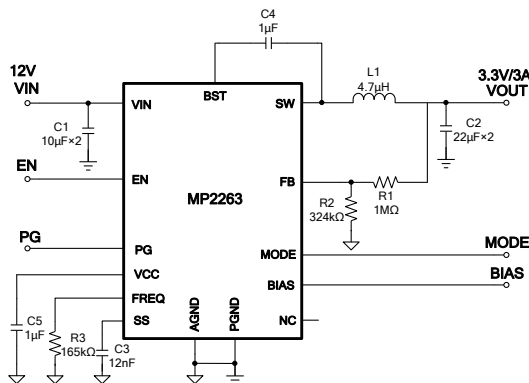 C4
1µF
12V
VIN
L1
4.7µH
3.3V/3A
VOUT
VIN
BST
SW
C1
10µF×2
C2
22µF×2
EN
EN
FB
MP2263
R2
324kΩ
R1
1MΩ
PG
PG
MODE
MODE
VCC
BIAS
BIAS
FREQ
C5
1µF
R3
165kΩ
SS
C3
12nF
AGND
PGND
NC